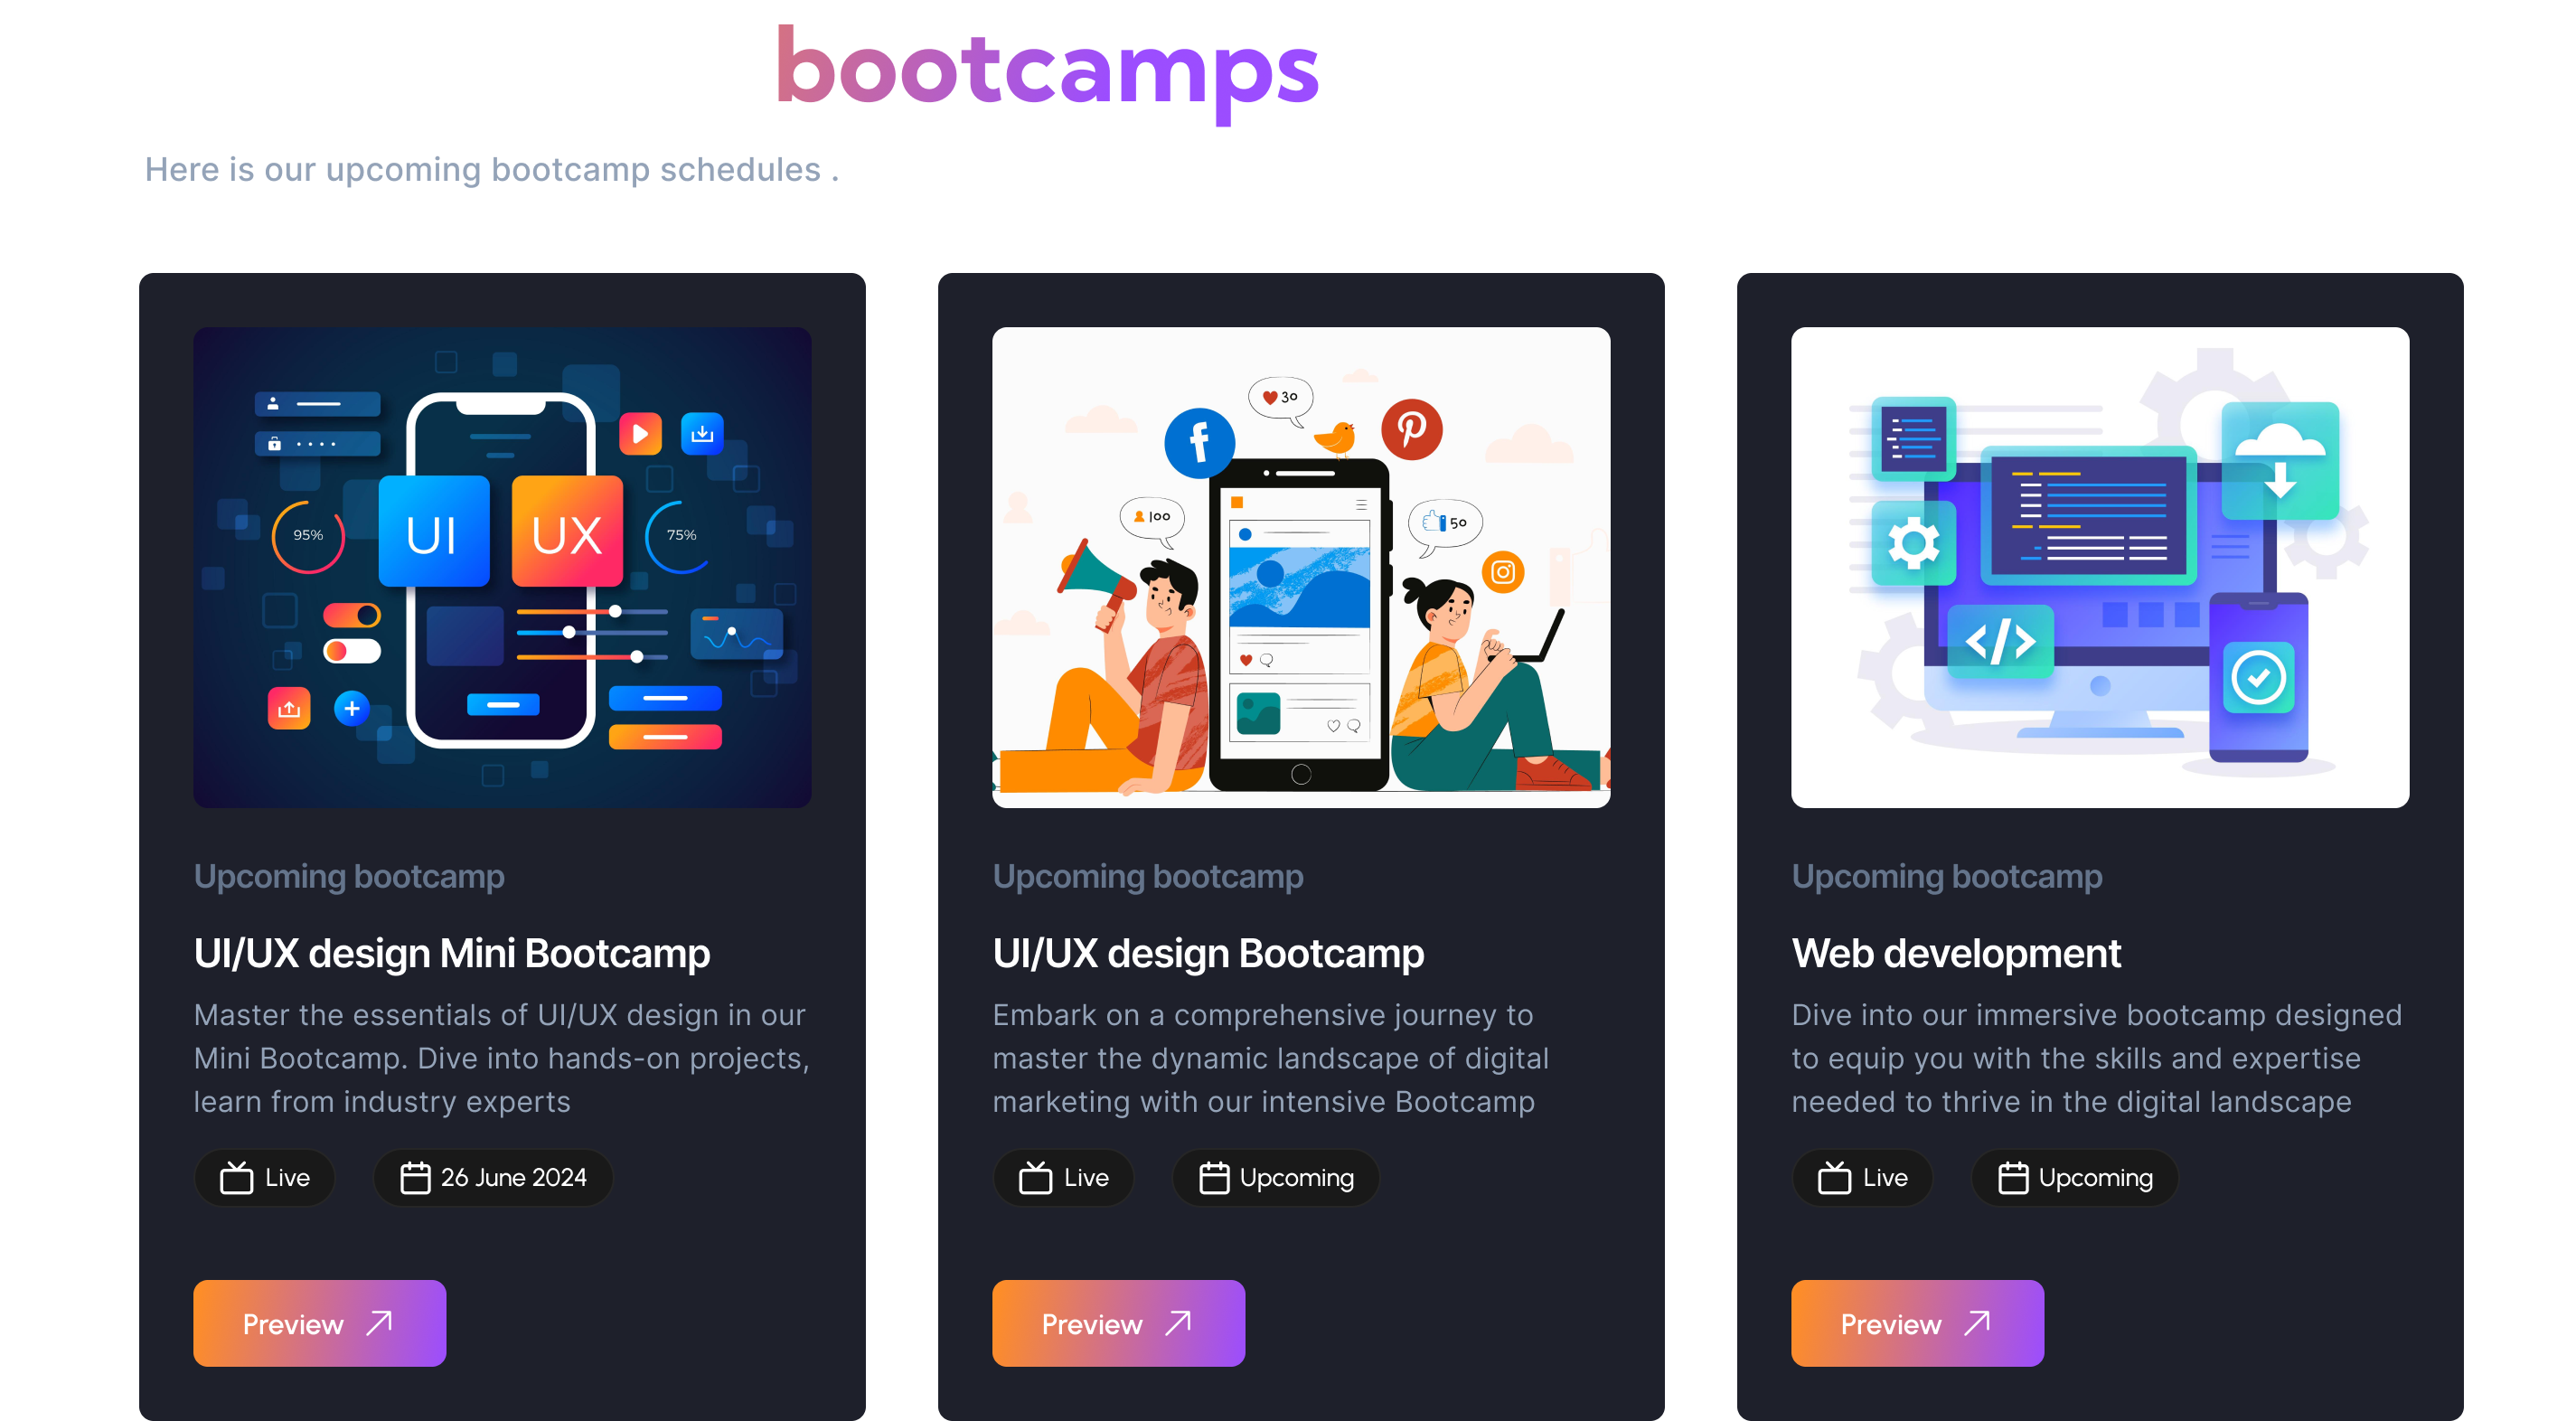 bootcamps
Here is our upcoming bootcamp schedules .
UI
UX
95%
75%
Upcoming bootcamp
UI/UX design Mini Bootcamp
Master the essentials of UI/UX design in our
Mini Bootcamp. Dive into hands-on projects,
learn from industry experts
Live
26 June 2024
Preview
30
100
50
Upcoming bootcamp
UI/UX design Bootcamp
Embark on a comprehensive journey to
master the dynamic landscape of digital
marketing with our intensive Bootcamp
Live
Upcoming
Preview
</>
Upcoming bootcamp
Web development
Dive into our immersive bootcamp designed
to equip you with the skills and expertise
needed to thrive in the digital landscape
Live
Upcoming
Preview